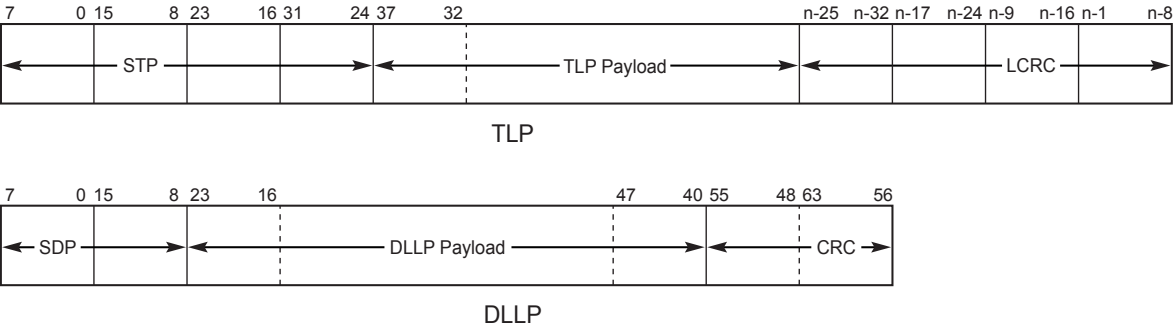 7 0 15 8 23 16 31 24 37 32 n-25 n-32 n-17 n-24 n-9 n-16 n-1 n-8
STP TLP Payload LCRC
TLP
7 0 15 8 23 16 47 40 55 48 63 56
SDP DLLP Payload CRC
DLLP